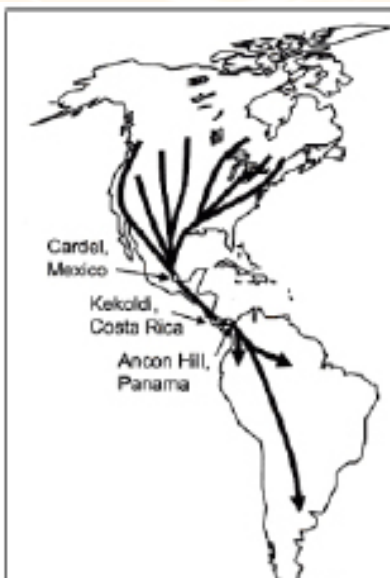 Cardel,
Mexico
Kekoldi,
Costa Rica
Ancon Hill,
Panama